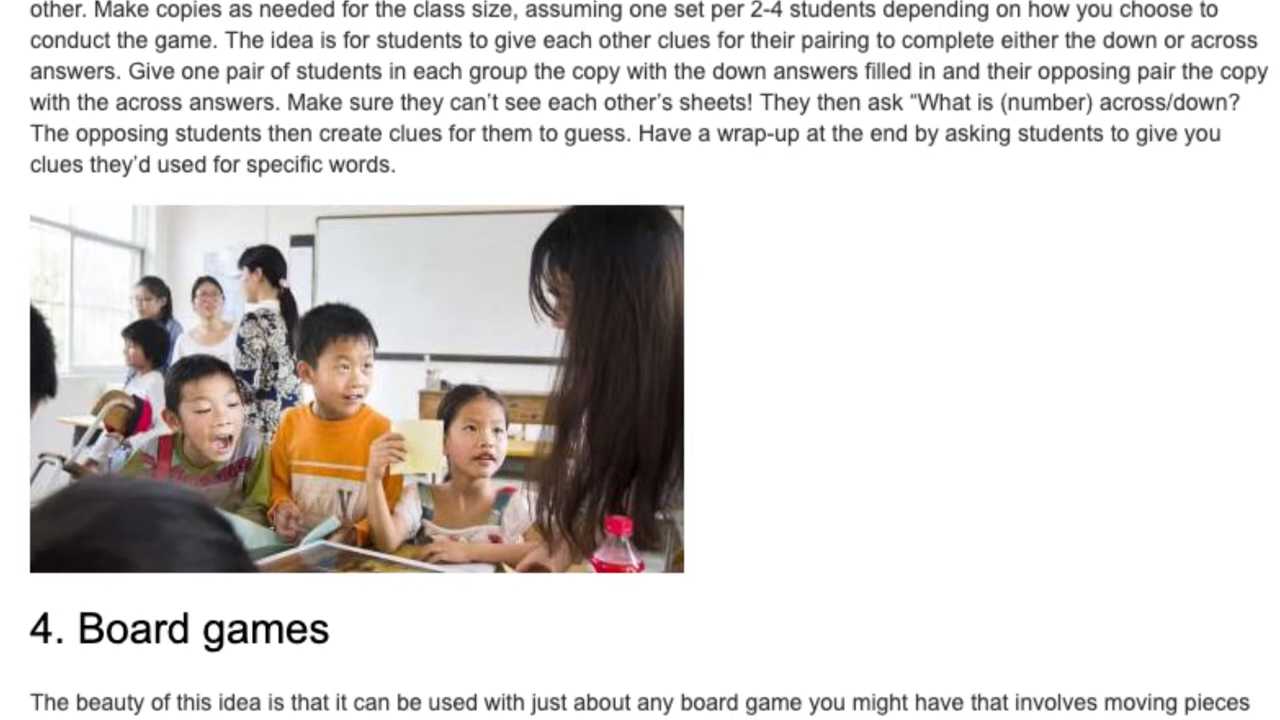 other. Make copies as needed for the class size, assuming one set per 2-4 students depending on how you choose to
conduct the game. The idea is for students to give each other clues for their pairing to complete either the down or across
answers. Give one pair of students in each group the copy with the down answers filled in and their opposing pair the copy
with the across answers. Make sure they can’t see each other’s sheets! They then ask “What is (number) across/down?
The opposing students then create clues for them to guess. Have a wrap-up at the end by asking students to give you
clues they’d used for specific words.
4. Board games
The beauty of this idea is that it can be used with just about any board game you might have that involves moving pieces